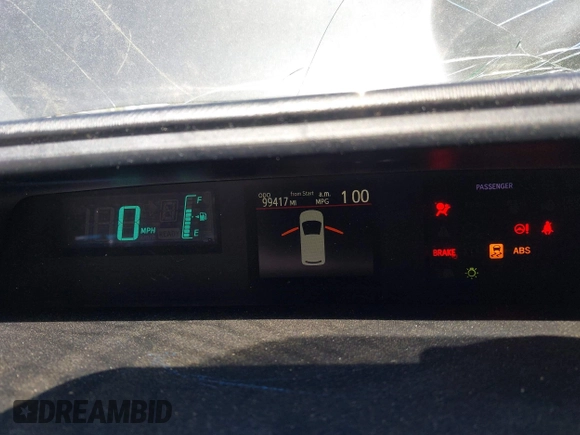 PASSENGER
ODO From Start a.m.
99417 MI MPG 1 00
F
0 MPH
E
BRAKE ABS
DREAMBID